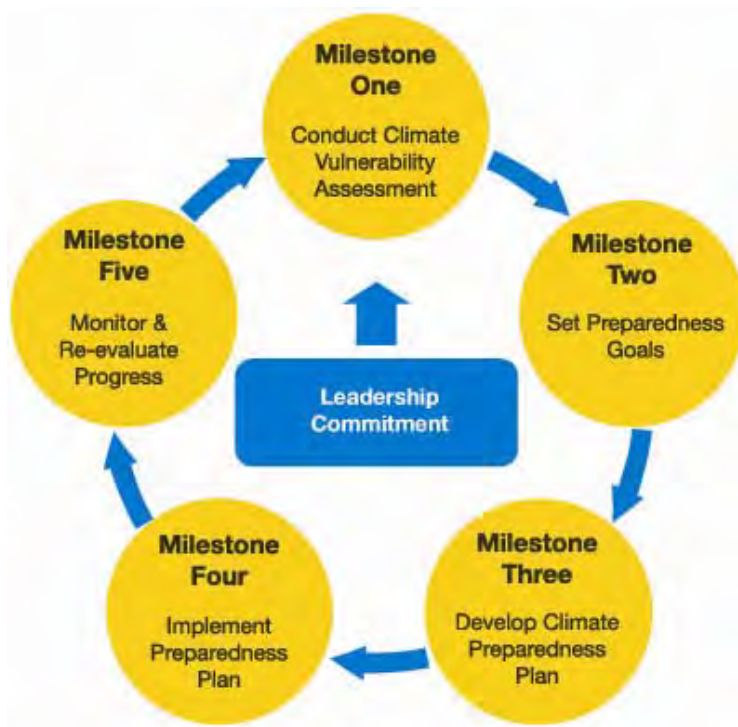 Milestone
One
Conduct Climate
Vulnerability
Assessment
Milestone
Two
Set Preparedness
Goals
Milestone
Three
Develop Climate
Preparedness
Plan
Milestone
Four
Implement
Preparedness
Plan
Milestone
Five
Monitor &
Re-evaluate
Progress
Leadership
Commitment